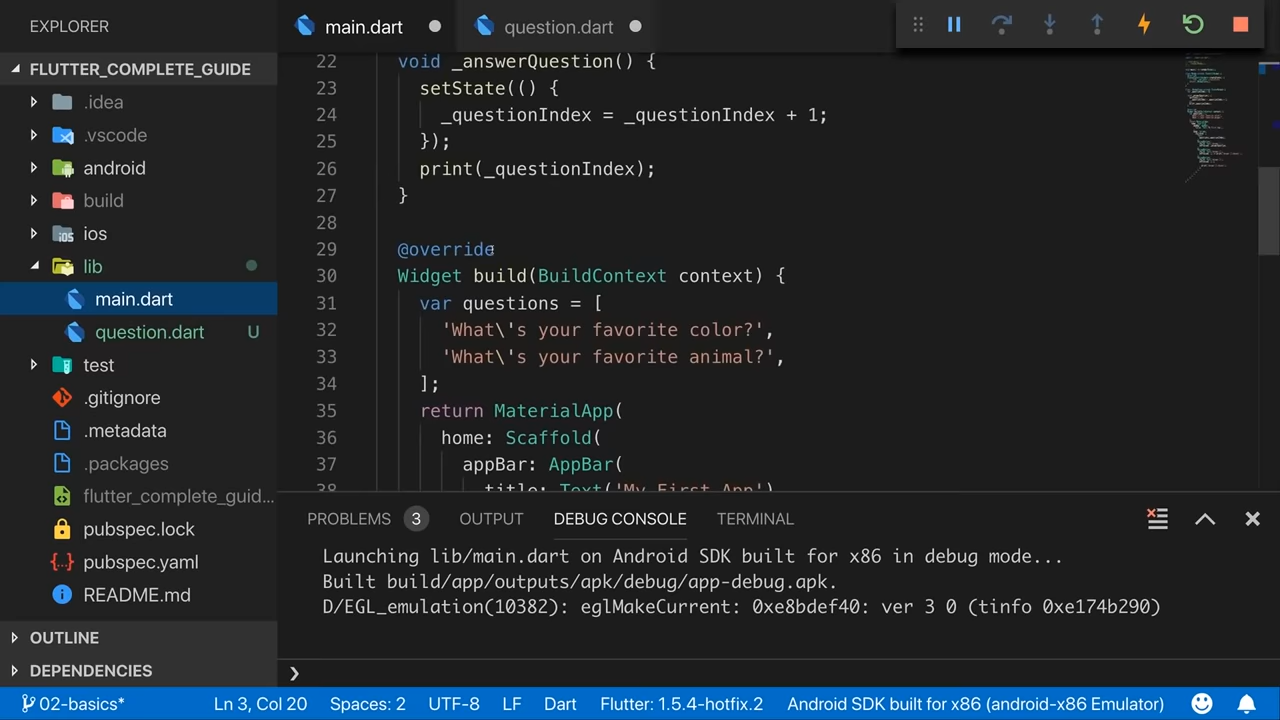 EXPLORER
main.dart
question.dart
FLUTTER_COMPLETE_GUIDE
.idea
.vscode
android
build
ios
lib
main.dart
question.dart U
test
.gitignore
.metadata
.packages
flutter_complete_guid...
pubspec.lock
pubspec.yaml
README.md
OUTLINE
DEPENDENCIES
22 void _answerQuestion() {
23 setState(() {
24 _questionIndex = _questionIndex + 1;
25 });
26 print(_questionIndex);
27 }
28
29 @override
30 Widget build(BuildContext context) {
31 var questions = [
32 'What\'s your favorite color?',
33 'What\'s your favorite animal?',
34 ];
35 return MaterialApp(
36 home: Scaffold(
37 appBar: AppBar(
38 title: Text('My First App')
PROBLEMS 3 OUTPUT DEBUG CONSOLE TERMINAL
Launching lib/main.dart on Android SDK built for x86 in debug mode...
Built build/app/outputs/apk/debug/app-debug.apk.
D/EGL_emulation(10382): eglMakeCurrent: 0xe8bdef40: ver 3 0 (tinfo 0xe174b290)
❯
02-basics* Ln 3, Col 20 Spaces: 2 UTF-8 LF Dart Flutter: 1.5.4-hotfix.2 Android SDK built for x86 (android-x86 Emulator)